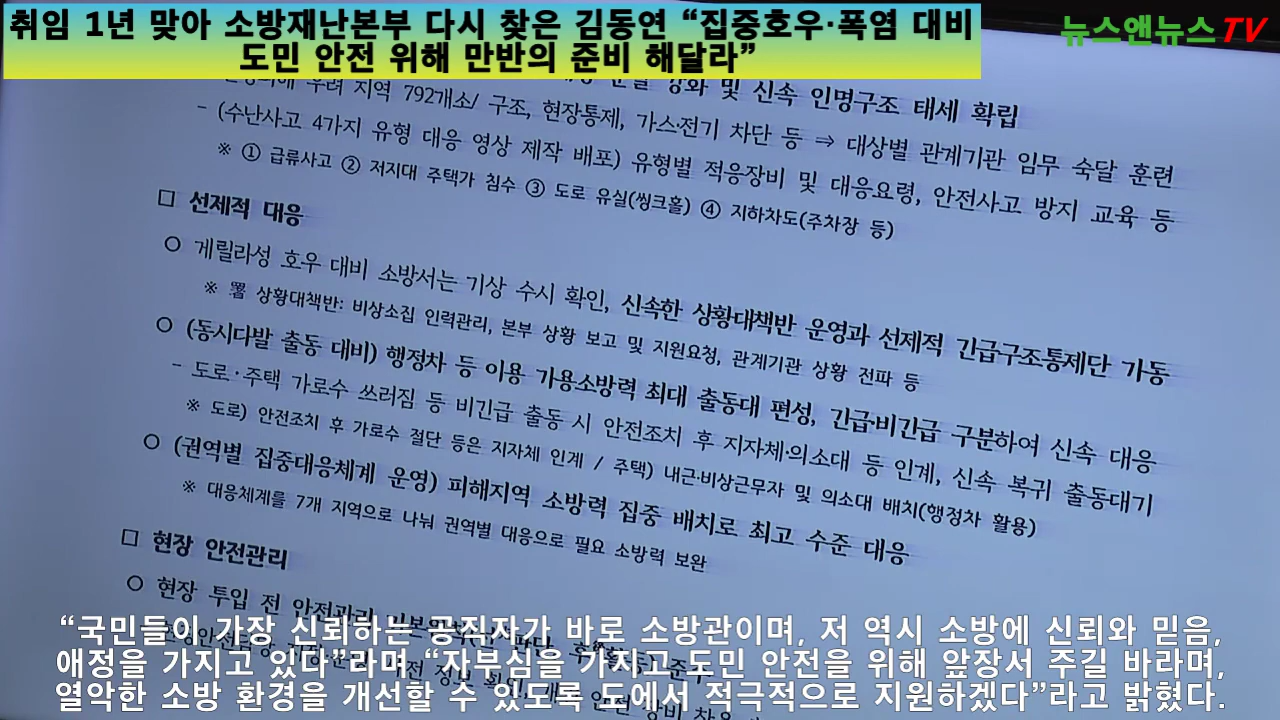 취임 1년 맞아 소방재난본부 다시 찾은 김동연 “집중호우·폭염 대비
도민 안전 위해 만반의 준비 해달라”
뉴스앤뉴스TV
강화 및 신속 인명구조 태세 확립
우려 지역 792개소/ 구조, 현장통제, 가스·전기 차단 등 ⇒ 대상별 관계기관 임무 숙달 훈련
- (수난사고 4가지 유형 대응 영상 제작 배포) 유형별 적응장비 및 대응요령, 안전사고 방지 교육 등
※ ① 급류사고 ② 저지대 주택가 침수 ③ 도로 유실(씽크홀) ④ 지하차도(주차장 등)
□ 선제적 대응
○ 게릴라성 호우 대비 소방서는 기상 수시 확인, 신속한 상황대책반 운영과 선제적 긴급구조통제단 가동
※ 署 상황대책반: 비상소집 인력관리, 본부 상황 보고 및 지원요청, 관계기관 상황 전파 등
○ (동시다발 출동 대비) 행정차 등 이용 가용소방력 최대 출동대 편성, 긴급·비긴급 구분하여 신속 대응
- 도로·주택 가로수 쓰러짐 등 비긴급 출동 시 안전조치 후 지자체·의소대 등 인계, 신속 복귀 출동대기
※ 도로) 안전조치 후 가로수 절단 등은 지자체 인계 / 주택) 내근·비상근무자 및 의소대 배치(행정차 활용)
○ (권역별 집중대응체계 운영) 피해지역 소방력 집중 배치로 최고 수준 대응
※ 대응체계를 7개 지역으로 나눠 권역별 대응으로 필요 소방력 보완
□ 현장 안전관리
○ 현장 투입 전 안전관리
“국민들이 가장 신뢰하는 공직자가 바로 소방관이며, 저 역시 소방에 신뢰와 믿음,
애정을 가지고 있다”라며 “자부심을 가지고 도민 안전을 위해 앞장서 주길 바라며,
열악한 소방 환경을 개선할 수 있도록 도에서 적극적으로 지원하겠다”라고 밝혔다.